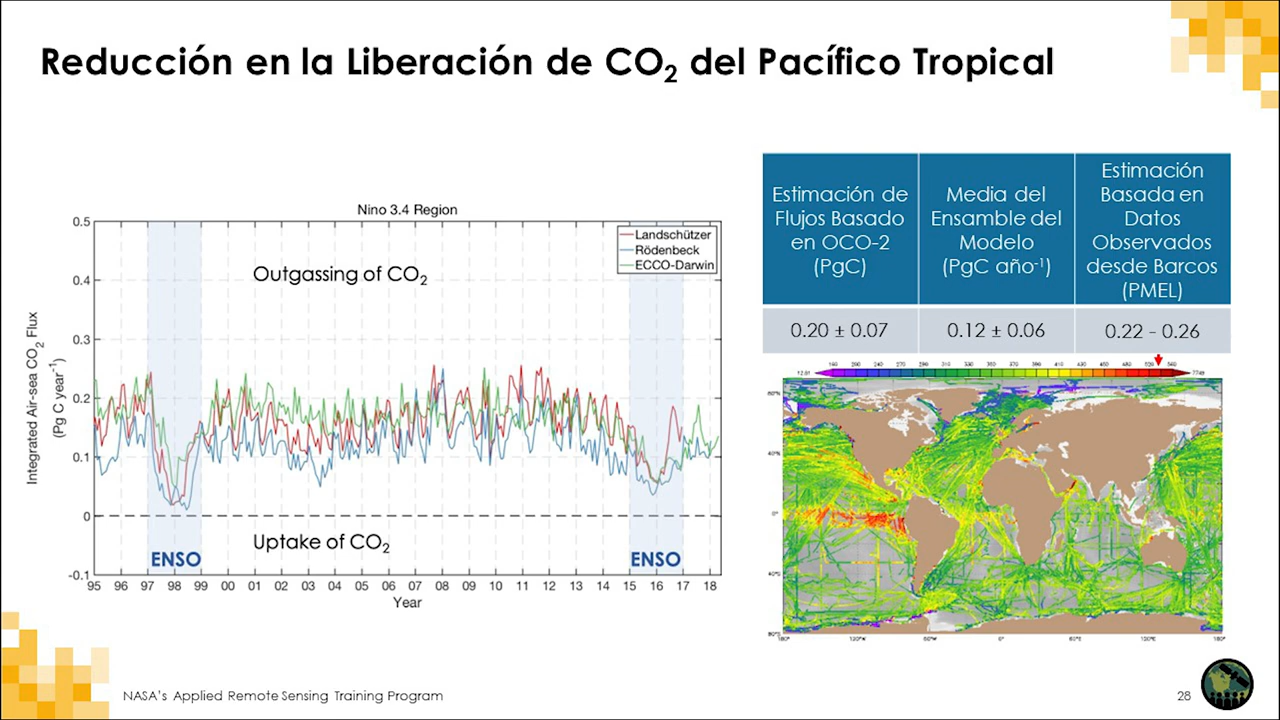 Reducción en la Liberación de CO₂ del Pacífico Tropical
Nino 3.4 Region
Integrated Air-sea CO₂ Flux
(Pg C year⁻¹)
0.5
0.4
0.3
0.2
0.1
0
-0.1
Landschützer
Rödenbeck
ECCO-Darwin
Outgassing of CO₂
Uptake of CO₂
ENSO
ENSO
95 96 97 98 99 00 01 02 03 04 05 06 07 08 09 10 11 12 13 14 15 16 17 18
Year
Estimación de
Flujos Basado
en OCO-2
(PgC)
Media del
Ensamble del
Modelo
(PgC año⁻¹)
Estimación
Basada en
Datos
Observados
desde Barcos
(PMEL)
0.20 ± 0.07
0.12 ± 0.06
0.22 - 0.26
NASA's Applied Remote Sensing Training Program
28